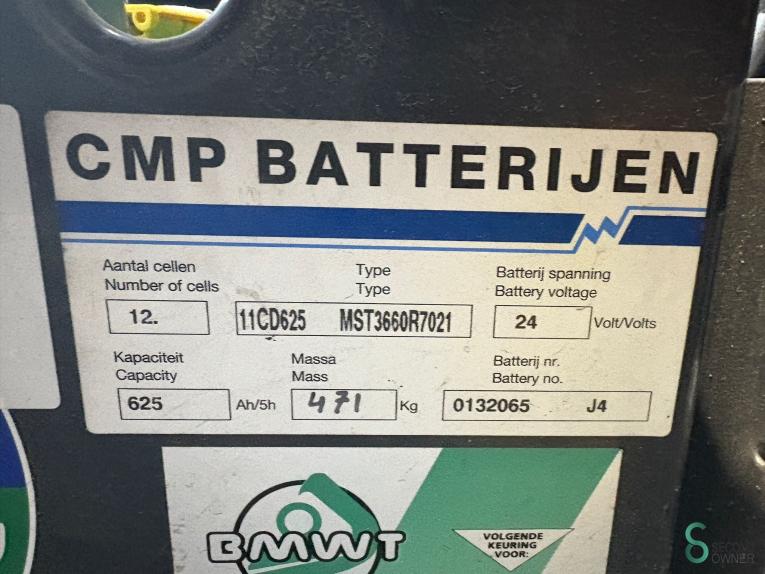 CMP BATTERIJEN
Aantal cellen
Number of cells
12.
Type
Type
11CD625 MST3660R7021
Batterij spanning
Battery voltage
24
Volt/Volts
Kapaciteit
Capacity
625
Ah/5h
Massa
Mass
471
Kg
Batterij nr.
Battery no.
0132065 J4
BMWT
VOLGENDE
KEURING
VOOR:
SECOND
OWNER